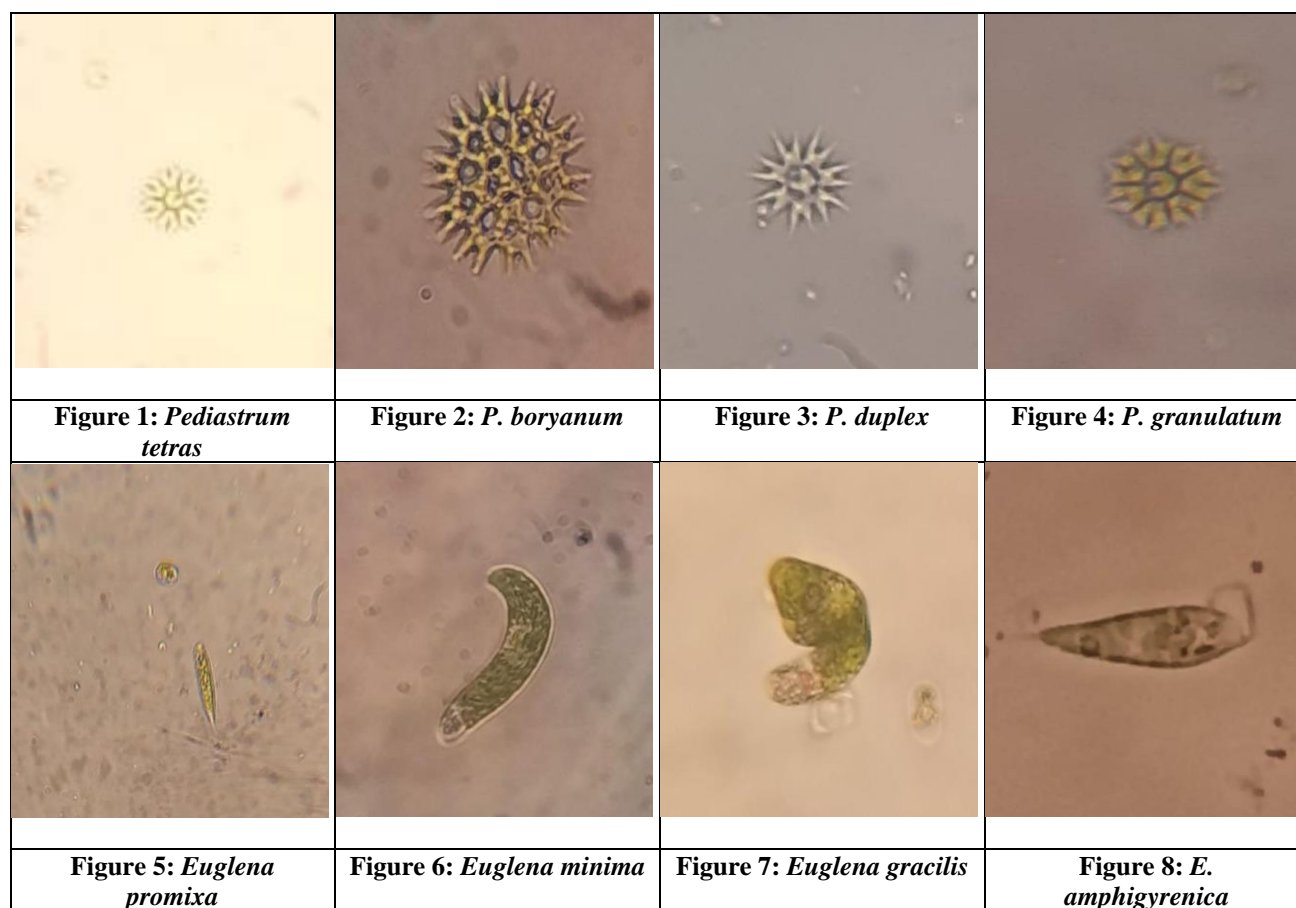 Figure 1: Pediastrum
tetras
Figure 2: P. boryanum
Figure 3: P. duplex
Figure 4: P. granulatum
Figure 5: Euglena
promixa
Figure 6: Euglena minima
Figure 7: Euglena gracilis
Figure 8: E.
amphigyrenica